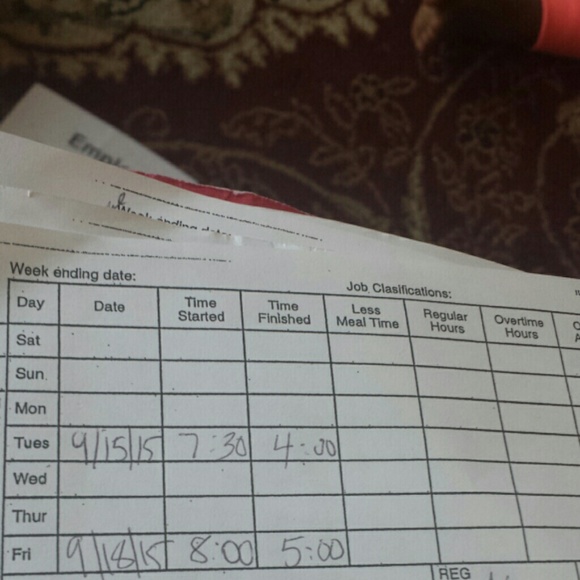 Week ending date:
Job Clasifications:
Day Date Time Started Time Finished Less Meal Time Regular Hours Overtime Hours
Sat
Sun
Mon
Tues 9/15/15 7:30 4:00
Wed
Thur
Fri 9/18/15 8:00 5:00
REG